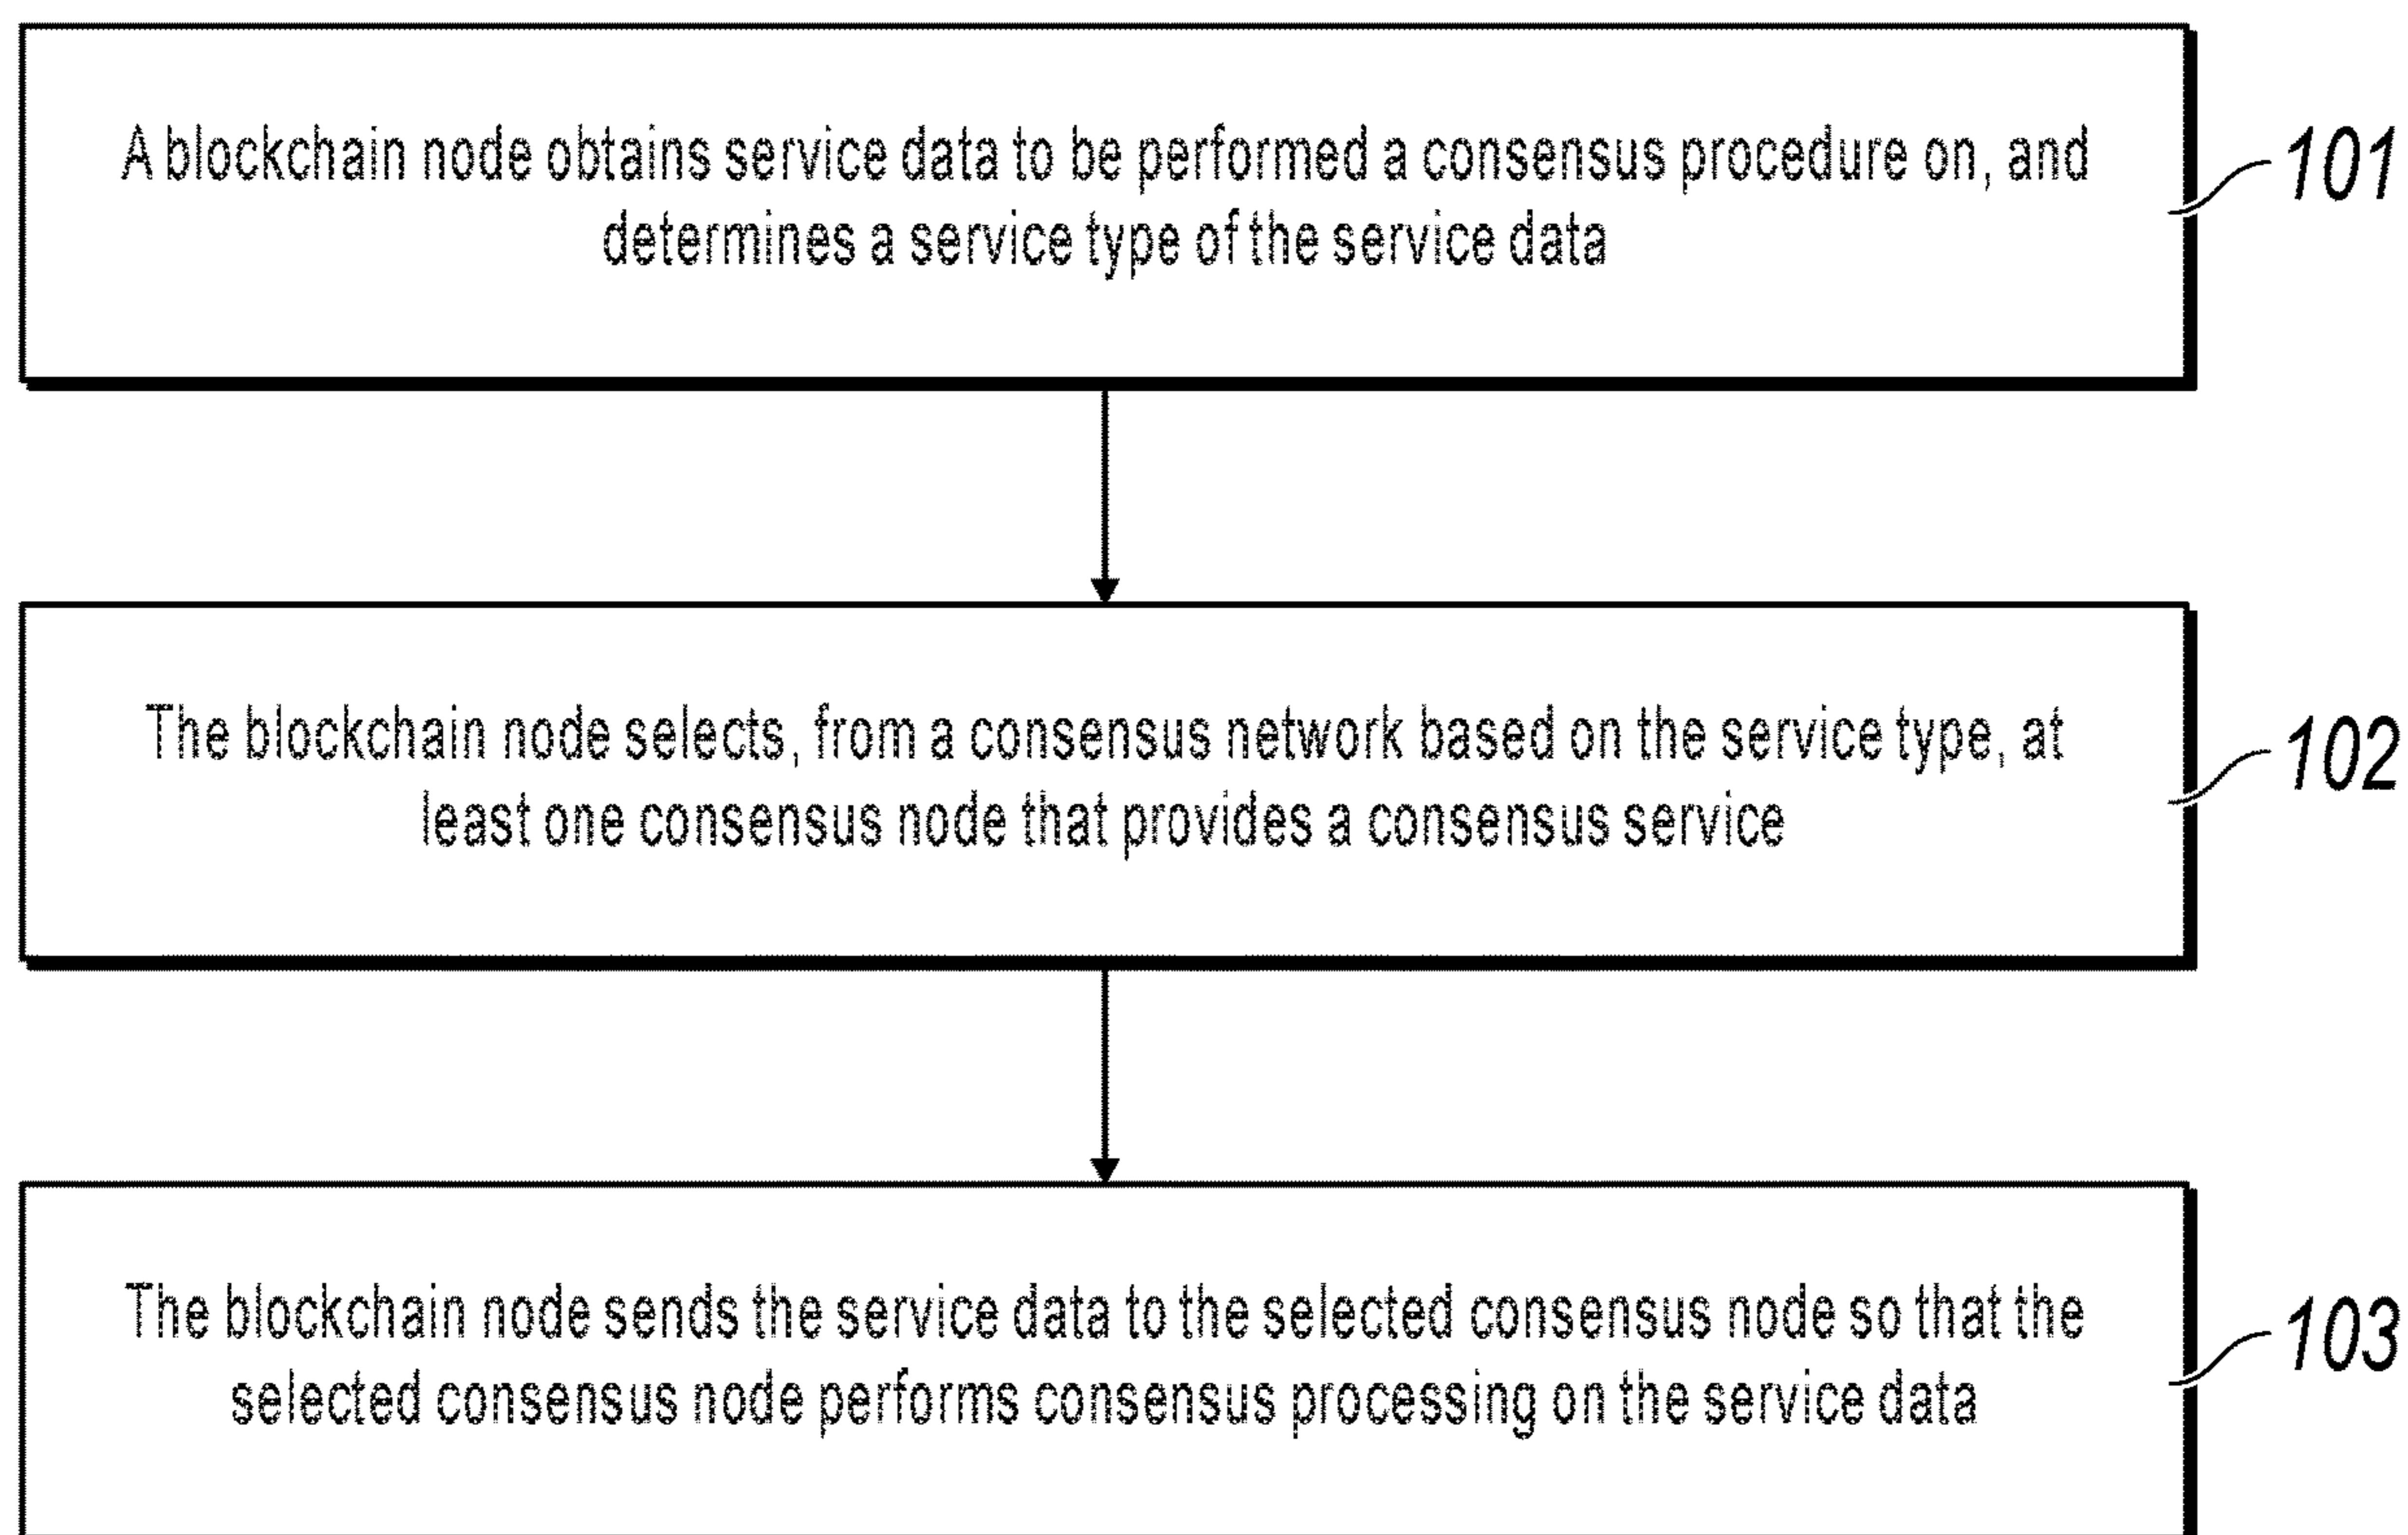 A blockchain node obtains service data to be performed a consensus procedure on, and
determines a service type of the service data
101
The blockchain node selects, from a consensus network based on the service type, at
least one consensus node that provides a consensus service
102
The blockchain node sends the service data to the selected consensus node so that the
selected consensus node performs consensus processing on the service data
103